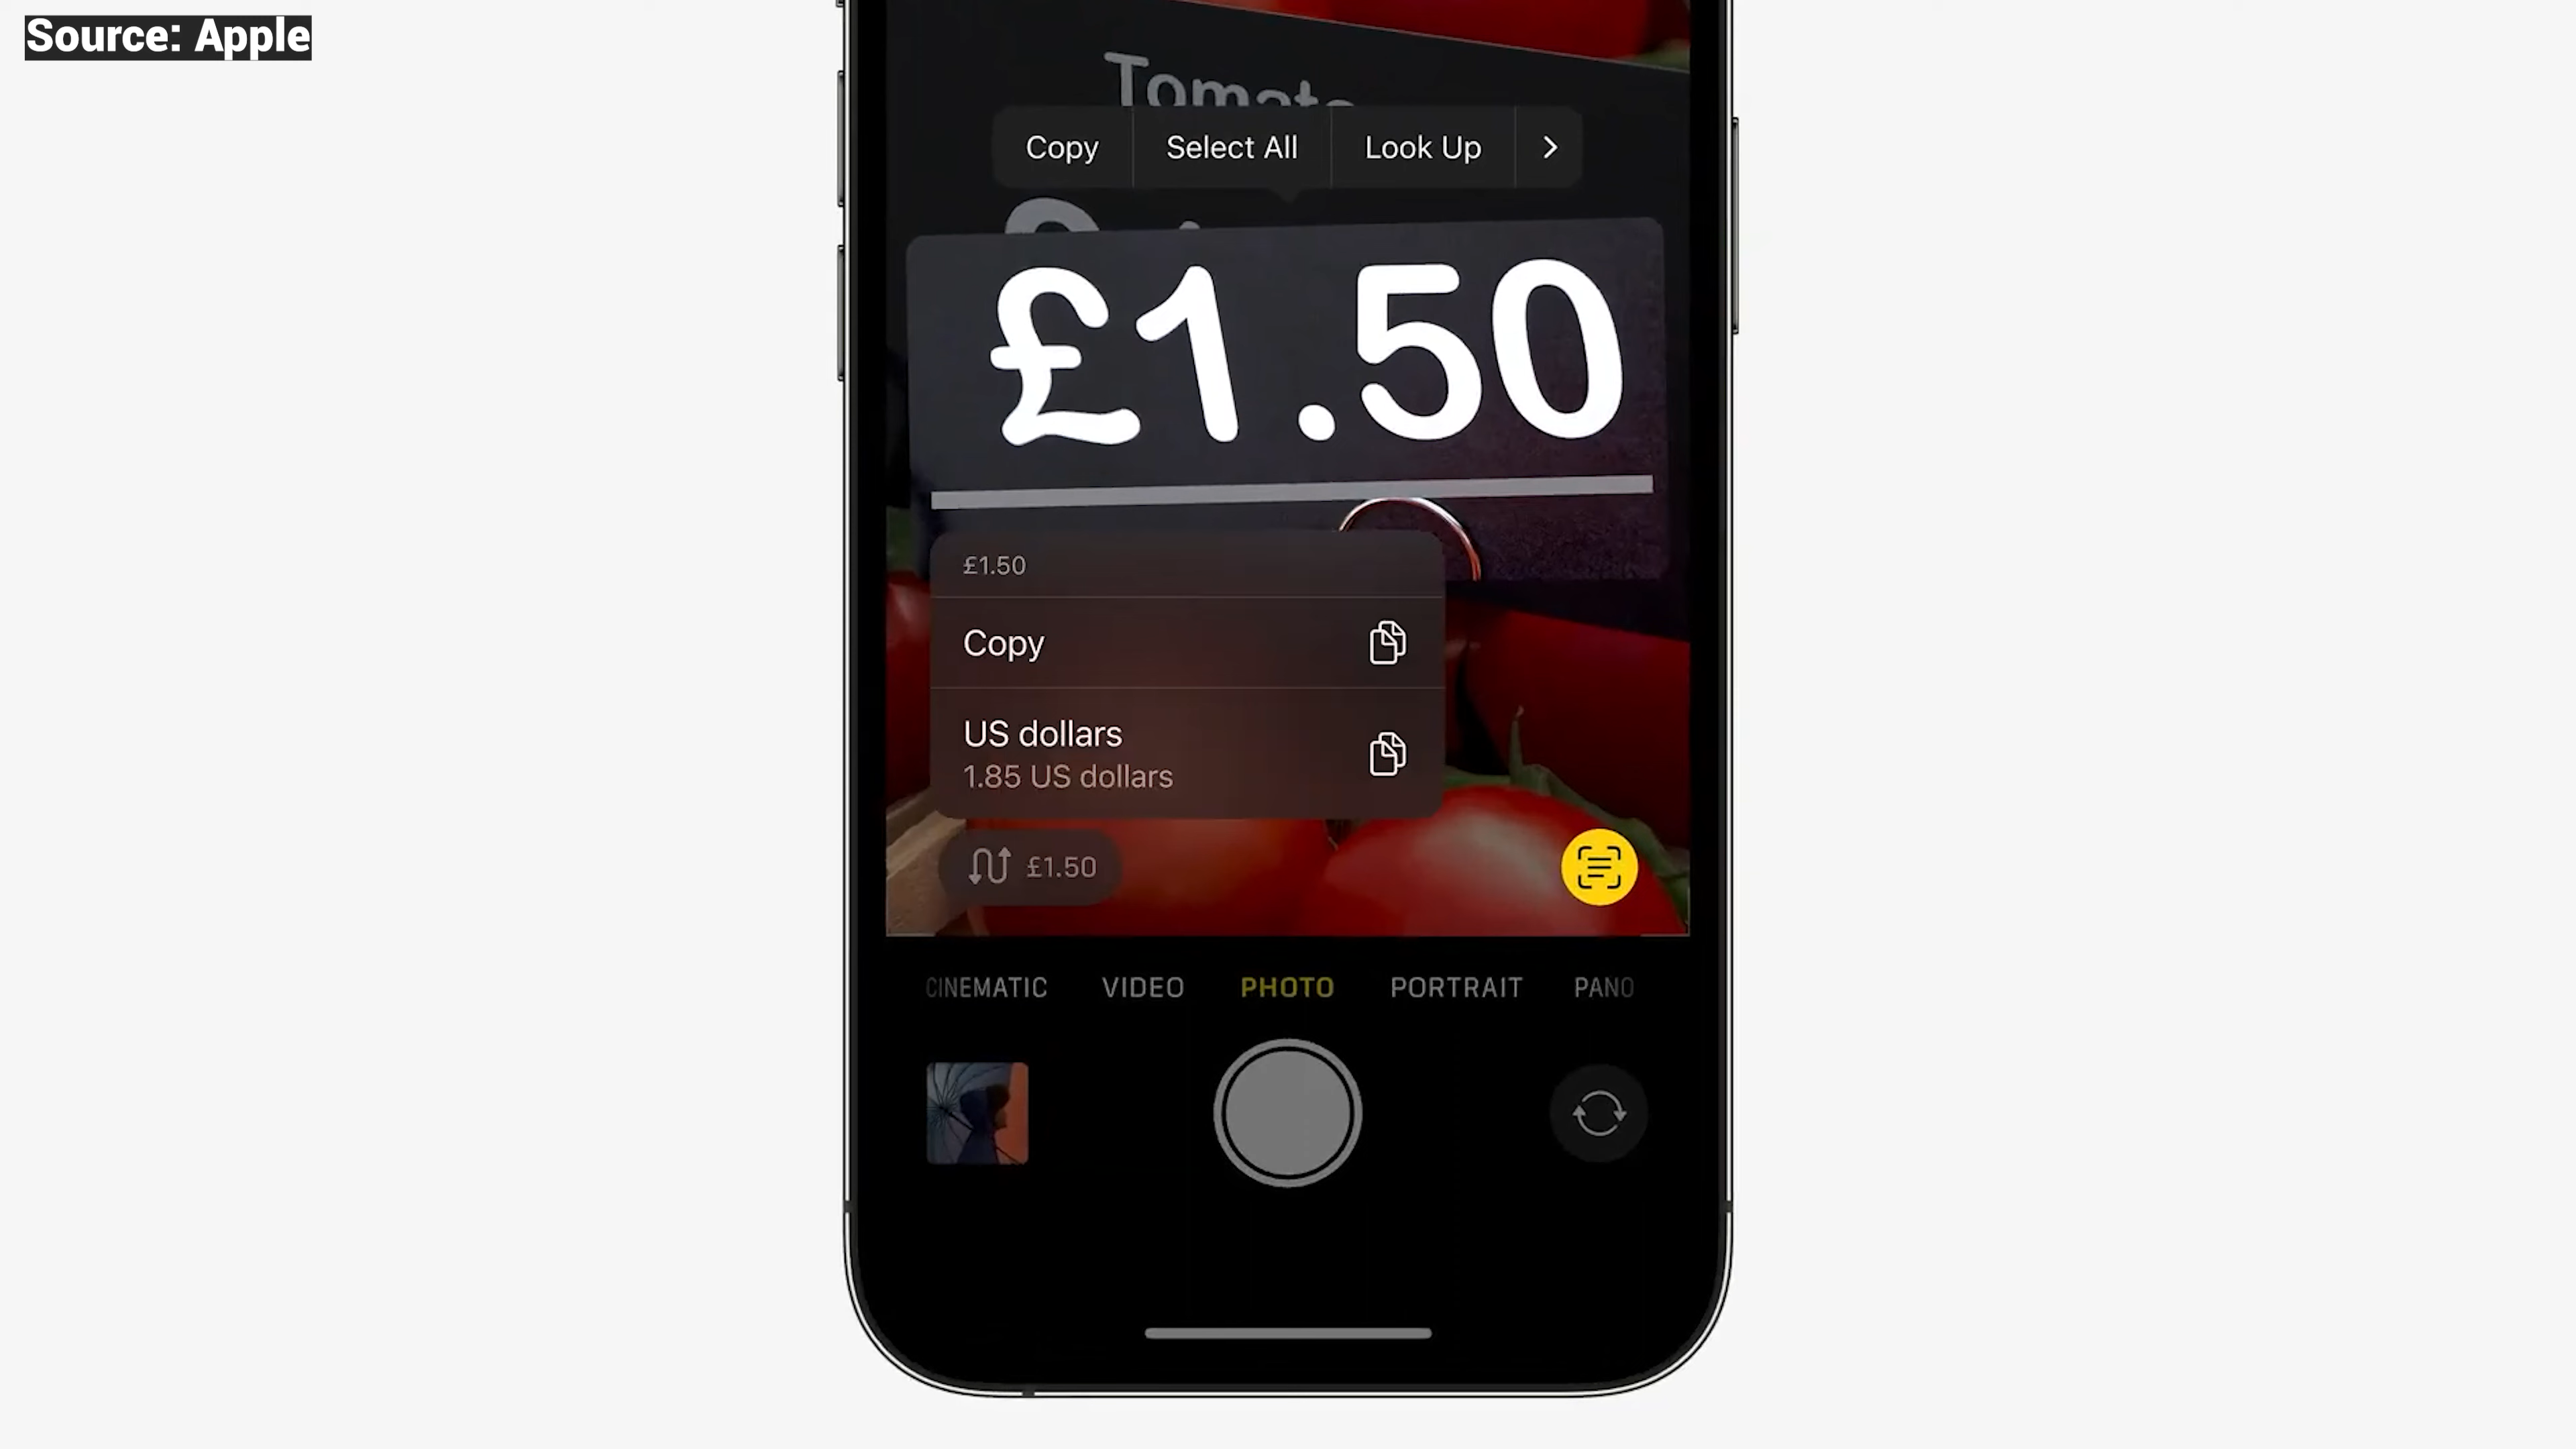 Source: Apple
Copy
Select All
Look Up
£1.50
£1.50
Copy
US dollars
1.85 US dollars
£1.50
CINEMATIC
VIDEO
PHOTO
PORTRAIT
PANO